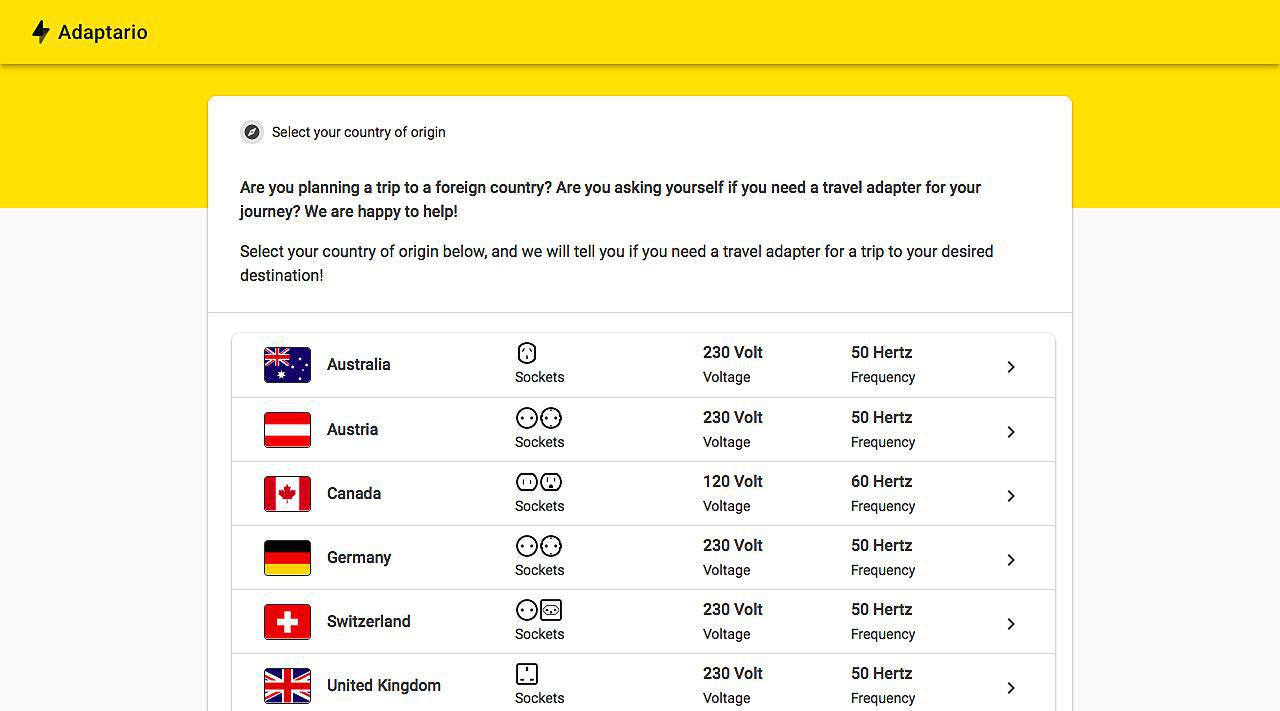 Adaptario
Select your country of origin
Are you planning a trip to a foreign country? Are you asking yourself if you need a travel adapter for your
journey? We are happy to help!
Select your country of origin below, and we will tell you if you need a travel adapter for a trip to your desired
destination!
Australia
Sockets
230 Volt
Voltage
50 Hertz
Frequency
Austria
Sockets
230 Volt
Voltage
50 Hertz
Frequency
Canada
Sockets
120 Volt
Voltage
60 Hertz
Frequency
Germany
Sockets
230 Volt
Voltage
50 Hertz
Frequency
Switzerland
Sockets
230 Volt
Voltage
50 Hertz
Frequency
United Kingdom
Sockets
230 Volt
Voltage
50 Hertz
Frequency